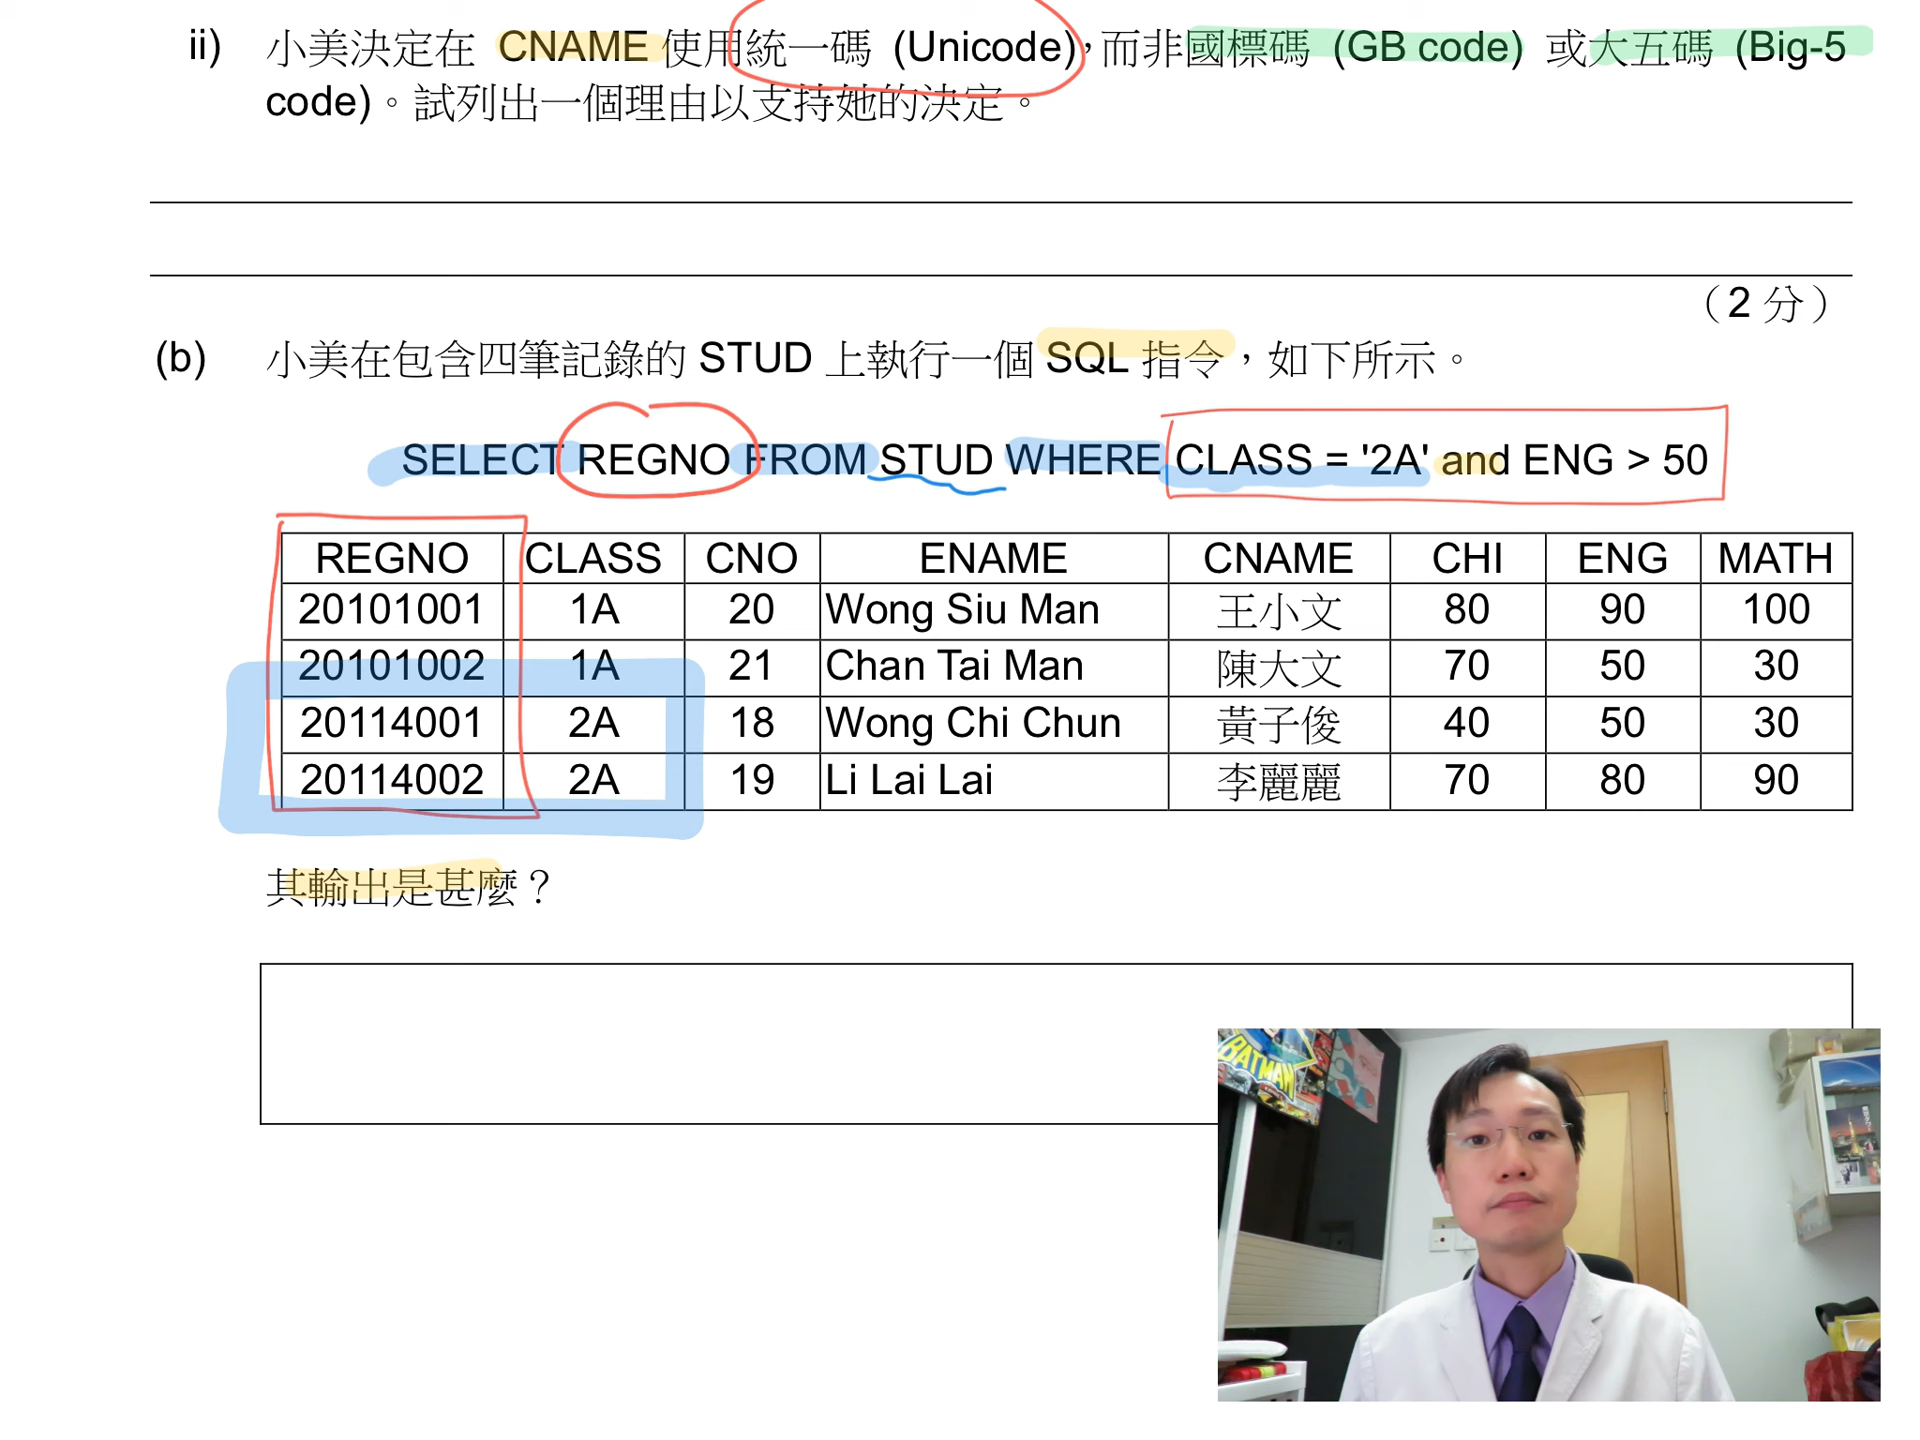 ii) 小美決定在 CNAME 使用統一碼 (Unicode), 而非國標碼 (GB code) 或大五碼 (Big-5
code)。試列出一個理由以支持她的決定。
（2 分）
(b) 小美在包含四筆記錄的 STUD 上執行一個 SQL 指令，如下所示。
SELECT REGNO FROM STUD WHERE CLASS = '2A' and ENG > 50
REGNO CLASS CNO ENAME CNAME CHI ENG MATH
20101001 1A 20 Wong Siu Man 王小文 80 90 100
20101002 1A 21 Chan Tai Man 陳大文 70 50 30
20114001 2A 18 Wong Chi Chun 黃子俊 40 50 30
20114002 2A 19 Li Lai Lai 李麗麗 70 80 90
其輸出是甚麼？
BATMAN